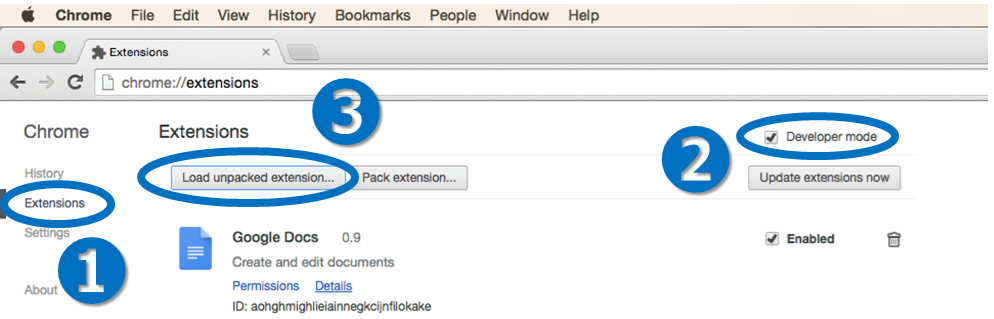 Chrome File Edit View History Bookmarks People Window Help
Extensions
chrome://extensions
3
Chrome
Extensions
2
Developer mode
History
Load unpacked extension...
Pack extension...
Update extensions now
Extensions
Settings
1
About
Google Docs 0.9
Enabled
Create and edit documents
Permissions Details
ID: aohghmighlieiainnegkcijnfilokake